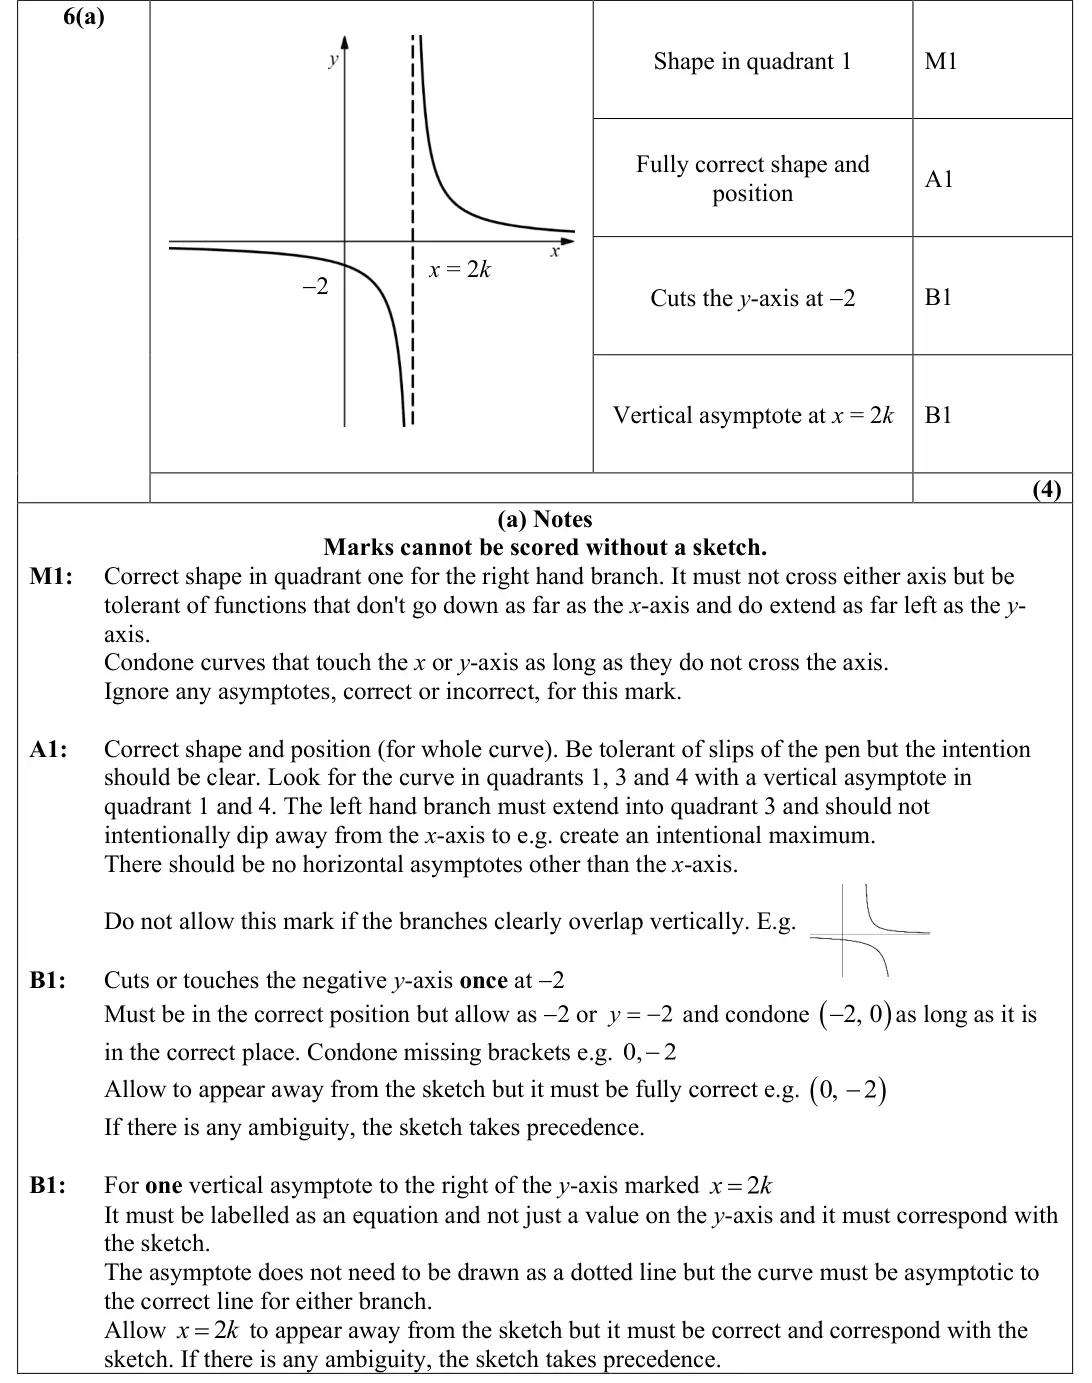 6(a)
y
x
x = 2k
−2
Shape in quadrant 1
M1
Fully correct shape and
position
A1
Cuts the y-axis at −2
B1
Vertical asymptote at x = 2k
B1
(4)
(a) Notes
Marks cannot be scored without a sketch.
M1: Correct shape in quadrant one for the right hand branch. It must not cross either axis but be
tolerant of functions that don't go down as far as the x-axis and do extend as far left as the y-
axis.
Condone curves that touch the x or y-axis as long as they do not cross the axis.
Ignore any asymptotes, correct or incorrect, for this mark.
A1: Correct shape and position (for whole curve). Be tolerant of slips of the pen but the intention
should be clear. Look for the curve in quadrants 1, 3 and 4 with a vertical asymptote in
quadrant 1 and 4. The left hand branch must extend into quadrant 3 and should not
intentionally dip away from the x-axis to e.g. create an intentional maximum.
There should be no horizontal asymptotes other than the x-axis.
Do not allow this mark if the branches clearly overlap vertically. E.g.
B1: Cuts or touches the negative y-axis once at −2
Must be in the correct position but allow as −2 or y = −2 and condone (−2, 0) as long as it is
in the correct place. Condone missing brackets e.g. 0, − 2
Allow to appear away from the sketch but it must be fully correct e.g. (0, − 2)
If there is any ambiguity, the sketch takes precedence.
B1: For one vertical asymptote to the right of the y-axis marked x = 2k
It must be labelled as an equation and not just a value on the y-axis and it must correspond with
the sketch.
The asymptote does not need to be drawn as a dotted line but the curve must be asymptotic to
the correct line for either branch.
Allow x = 2k to appear away from the sketch but it must be correct and correspond with the
sketch. If there is any ambiguity, the sketch takes precedence.